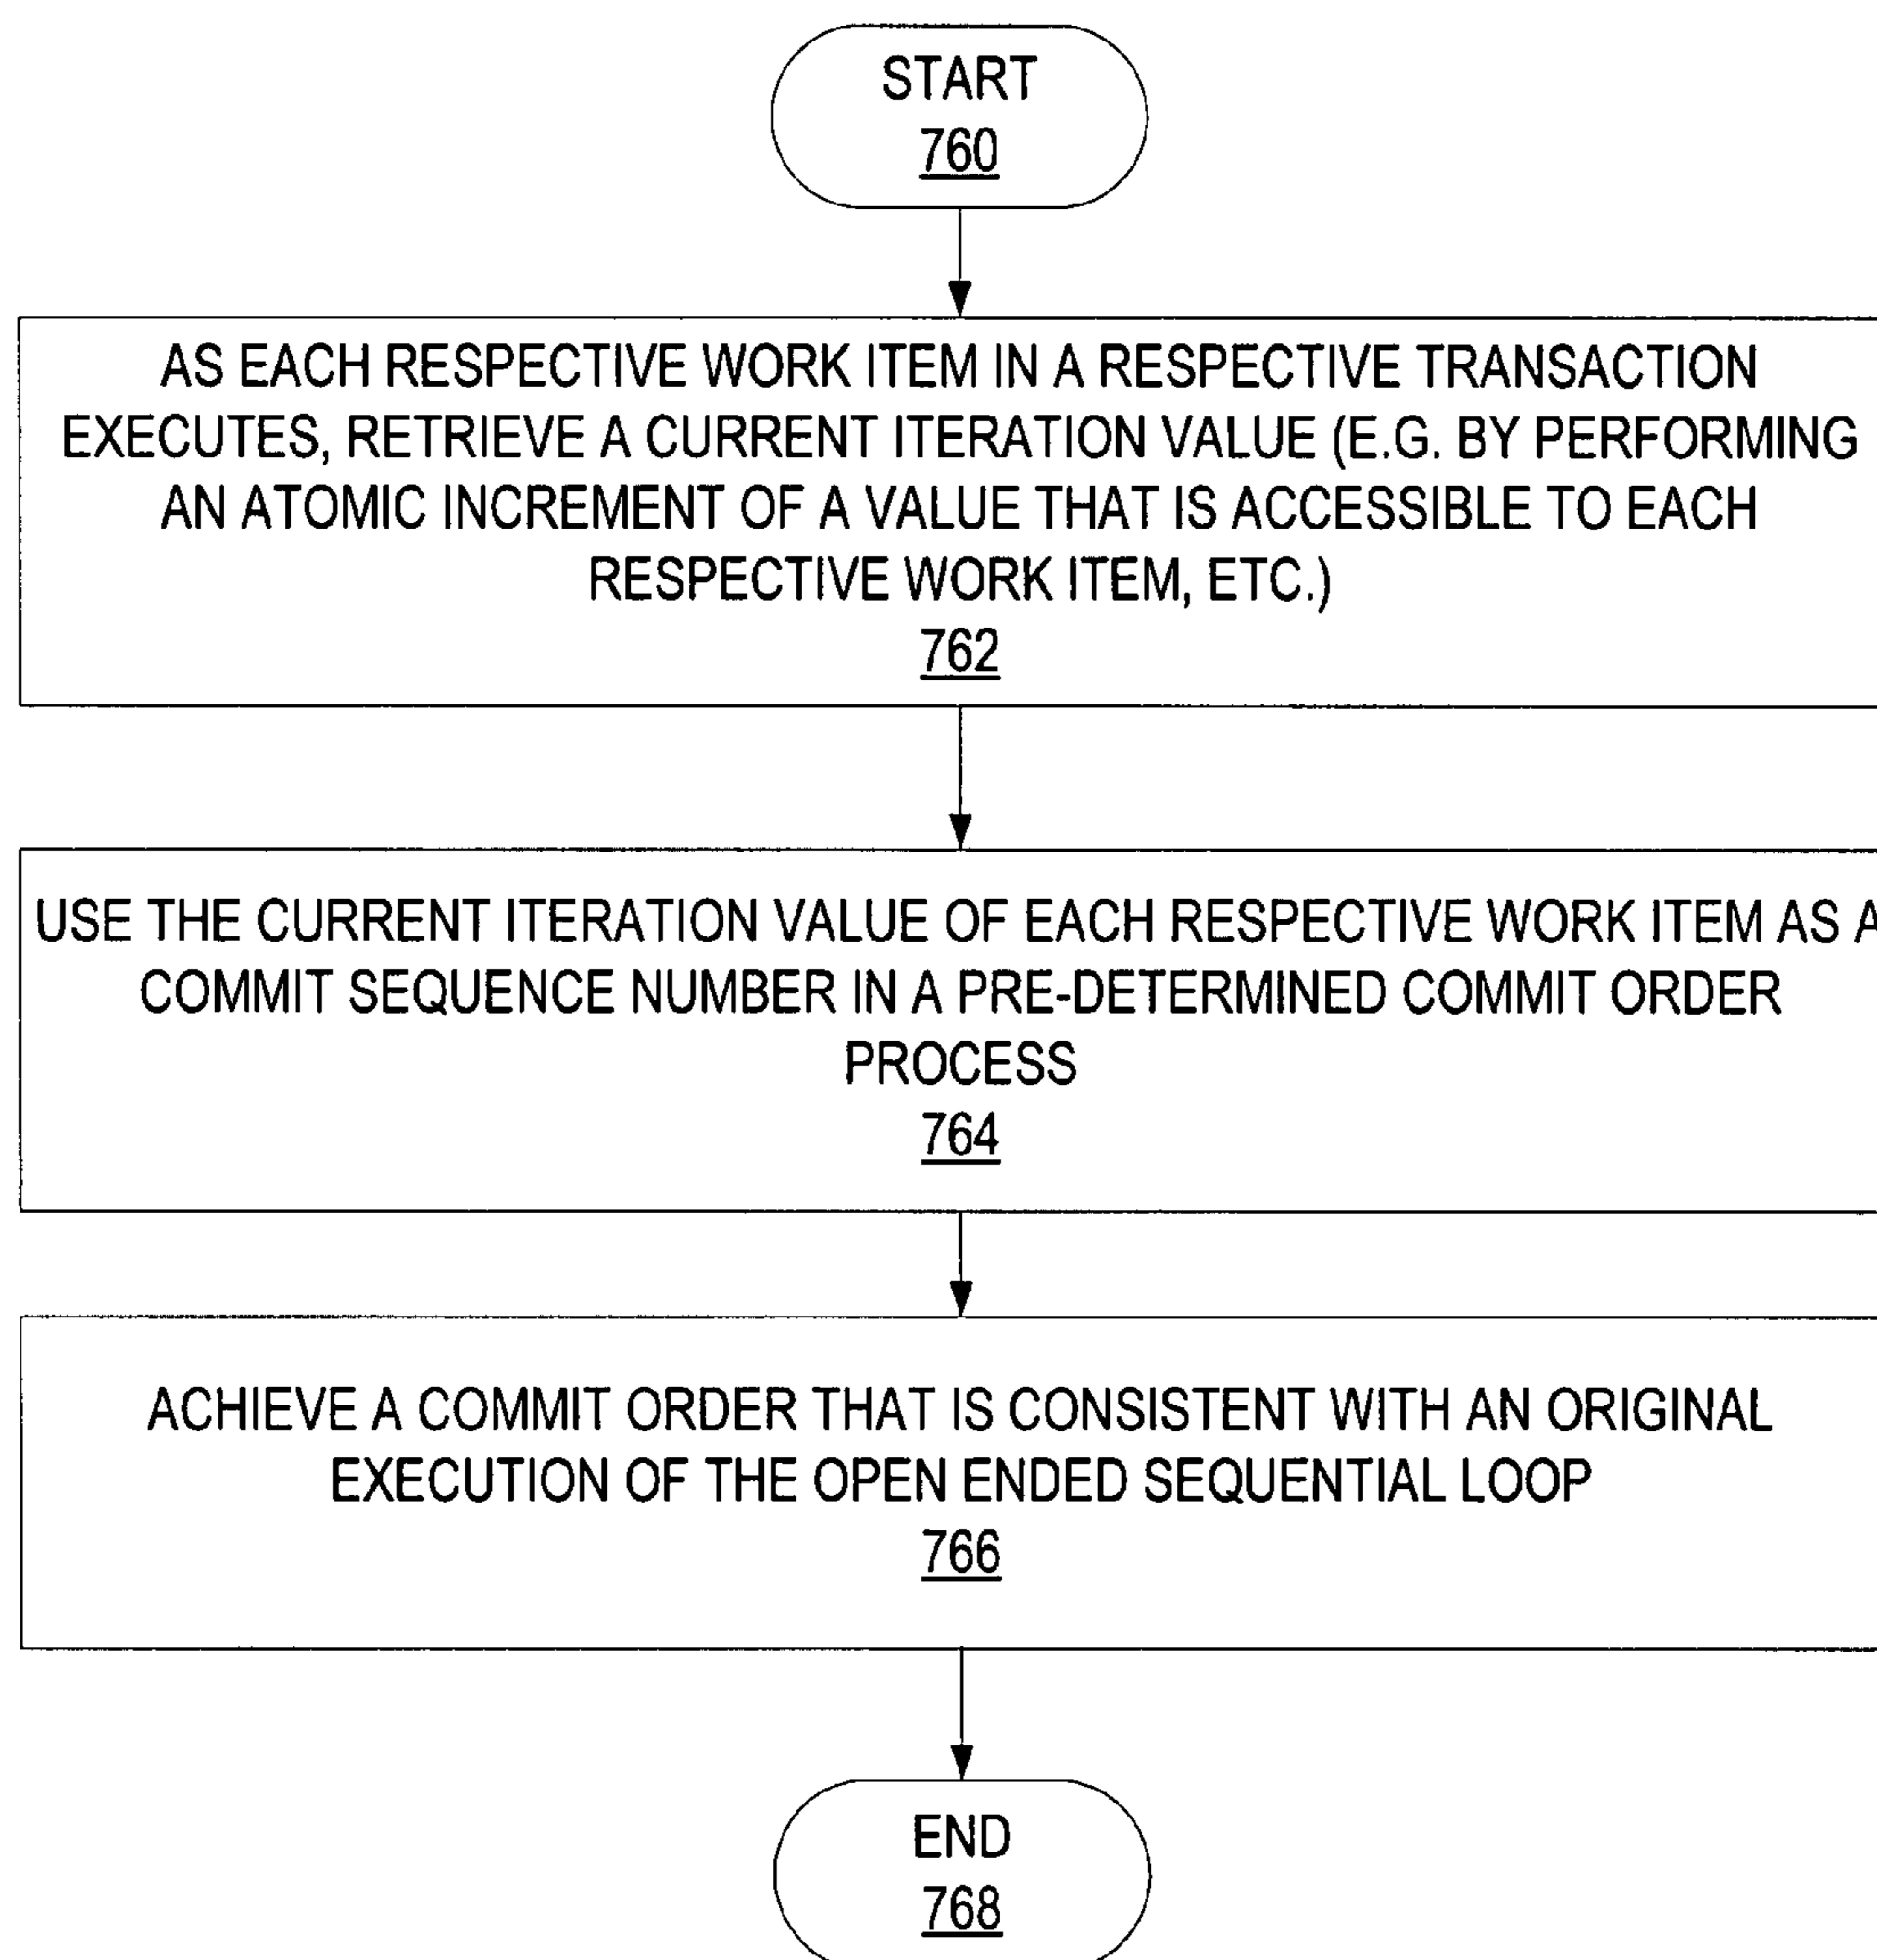 START
760
AS EACH RESPECTIVE WORK ITEM IN A RESPECTIVE TRANSACTION
EXECUTES, RETRIEVE A CURRENT ITERATION VALUE (E.G. BY PERFORMING
AN ATOMIC INCREMENT OF A VALUE THAT IS ACCESSIBLE TO EACH
RESPECTIVE WORK ITEM, ETC.)
762
USE THE CURRENT ITERATION VALUE OF EACH RESPECTIVE WORK ITEM AS A
COMMIT SEQUENCE NUMBER IN A PRE-DETERMINED COMMIT ORDER
PROCESS
764
ACHIEVE A COMMIT ORDER THAT IS CONSISTENT WITH AN ORIGINAL
EXECUTION OF THE OPEN ENDED SEQUENTIAL LOOP
766
END
768